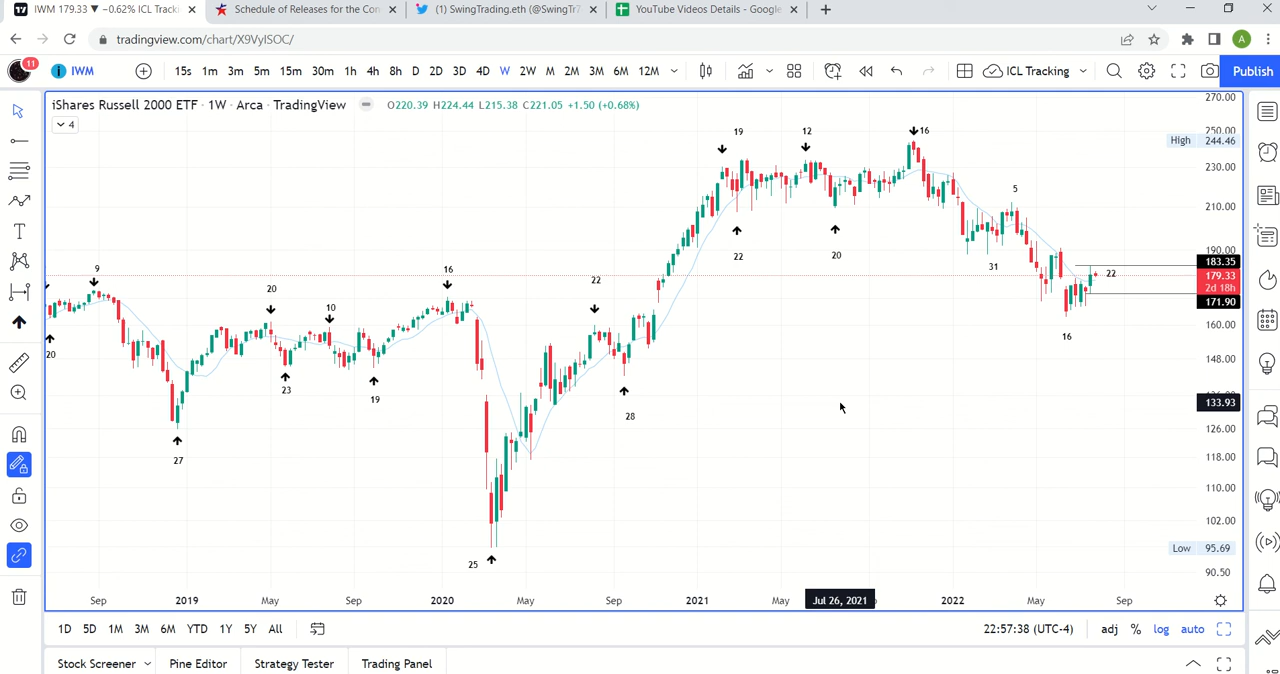 IWM 179.33 ▼ −0.62% ICL Track
Schedule of Releases for the Con
(1) SwingTrading.eth (@SwingTr7
YouTube Videos Details - Google
tradingview.com/chart/X9VyISOC/
A
11
IWM
15s 1m 3m 5m 15m 30m 1h 4h 8h D 2D 3D 4D W 2W M 2M 3M 6M 12M
ICL Tracking
Publish
iShares Russell 2000 ETF · 1W · Arca · TradingView
O220.39 H224.44 L215.38 C221.05 +1.50 (+0.68%)
4
270.00
250.00
High 244.46
230.00
210.00
190.00
183.35
179.33
2d 18h
171.90
160.00
148.00
133.93
126.00
118.00
110.00
102.00
Low 95.69
90.50
19 12 16
5
22 20 31 22
9 20 10 16 22
20 23 19 16
28
27
25
Sep 2019 May Sep 2020 May Sep 2021 May Jul 26, 2021 2022 May Sep
1D 5D 1M 3M 6M YTD 1Y 5Y All
22:57:38 (UTC-4) adj % log auto
Stock Screener Pine Editor Strategy Tester Trading Panel